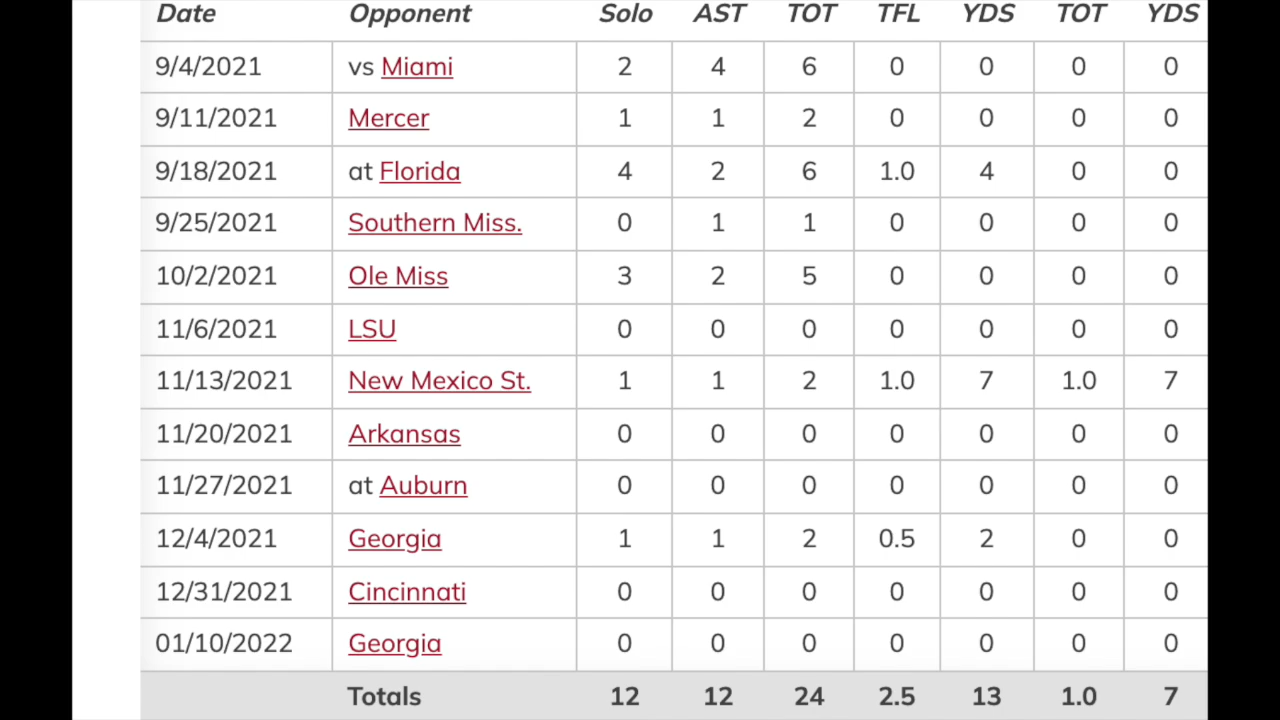 Date Opponent Solo AST TOT TFL YDS TOT YDS
9/4/2021 vs Miami 2 4 6 0 0 0 0
9/11/2021 Mercer 1 1 2 0 0 0 0
9/18/2021 at Florida 4 2 6 1.0 4 0 0
9/25/2021 Southern Miss. 0 1 1 0 0 0 0
10/2/2021 Ole Miss 3 2 5 0 0 0 0
11/6/2021 LSU 0 0 0 0 0 0 0
11/13/2021 New Mexico St. 1 1 2 1.0 7 1.0 7
11/20/2021 Arkansas 0 0 0 0 0 0 0
11/27/2021 at Auburn 0 0 0 0 0 0 0
12/4/2021 Georgia 1 1 2 0.5 2 0 0
12/31/2021 Cincinnati 0 0 0 0 0 0 0
01/10/2022 Georgia 0 0 0 0 0 0 0
Totals 12 12 24 2.5 13 1.0 7